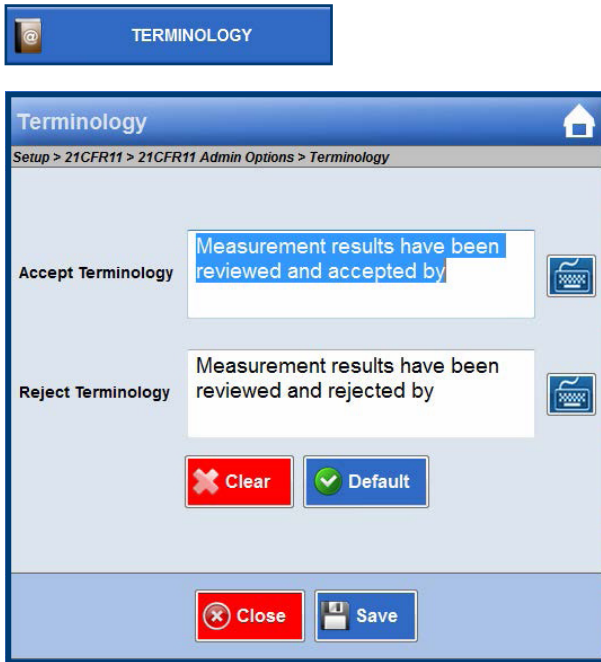 TERMINOLOGY
Terminology
Setup > 21CFR11 > 21CFR11 Admin Options > Terminology
Accept Terminology
Measurement results have been
reviewed and accepted by
Reject Terminology
Measurement results have been
reviewed and rejected by
Clear
Default
Close
Save